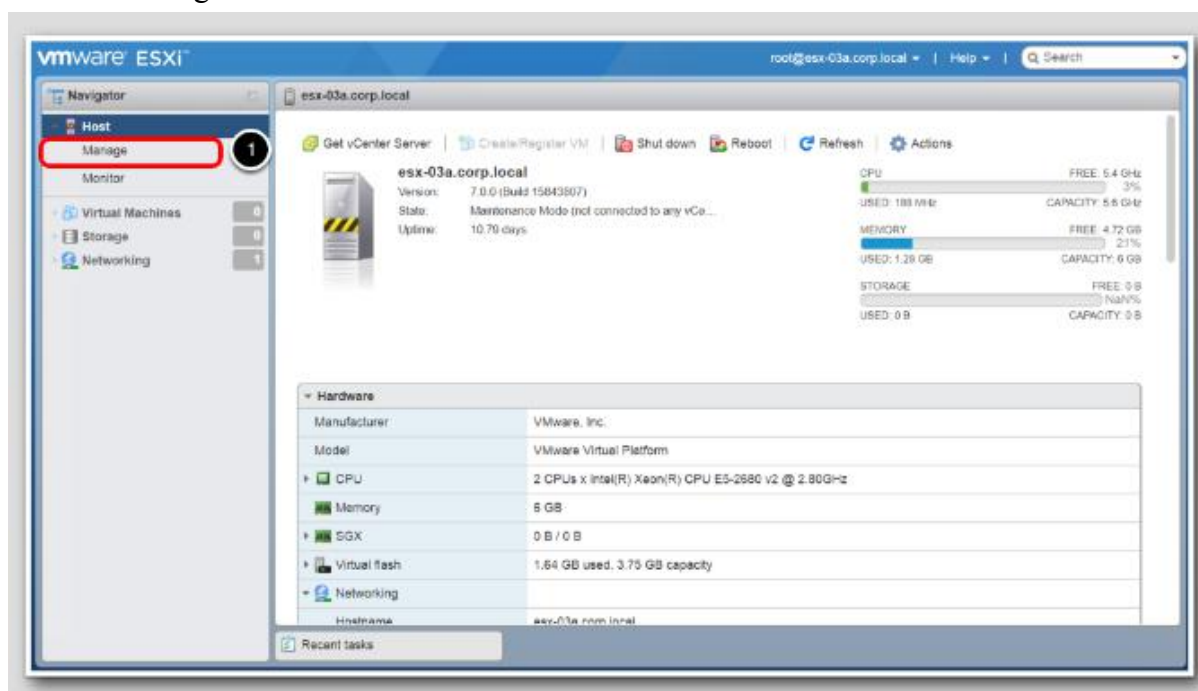 vmware ESXi™
root@esx-03a.corp.local | Help | Search
Navigator
esx-03a.corp.local
Host
Manage
1
Monitor
Virtual Machines 0
Storage 0
Networking 1
Get vCenter Server | Create/Register VM | Shut down Reboot | Refresh | Actions
esx-03a.corp.local
Version: 7.0.0 (Build 15843807)
State: Maintenance Mode (not connected to any vCe...
Uptime: 10.79 days
CPU FREE: 5.4 GHz
3%
USED: 188 MHz CAPACITY: 5.6 GHz
MEMORY FREE: 4.72 GB
21%
USED: 1.28 GB CAPACITY: 6 GB
STORAGE FREE: 0 B
NaN%
USED: 0 B CAPACITY: 0 B
Hardware
Manufacturer VMware, Inc.
Model VMware Virtual Platform
CPU 2 CPUs x Intel(R) Xeon(R) CPU E5-2680 v2 @ 2.80GHz
Memory 6 GB
SGX 0 B / 0 B
Virtual flash 1.64 GB used, 3.75 GB capacity
Networking
Hostname esx-03a.corp.local
Recent tasks